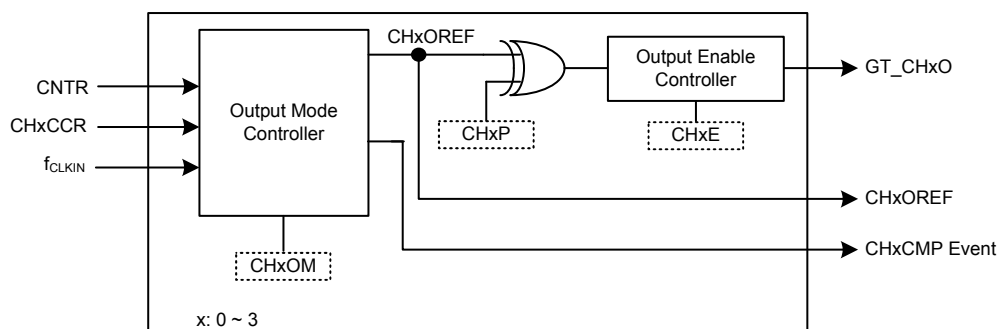 CHxOREF
Output Enable
Controller
GT_CHxO
CNTR
CHxCCR
fCLKIN
Output Mode
Controller
CHxP
CHxE
CHxOREF
CHxCMP Event
CHxOM
x: 0 ~ 3